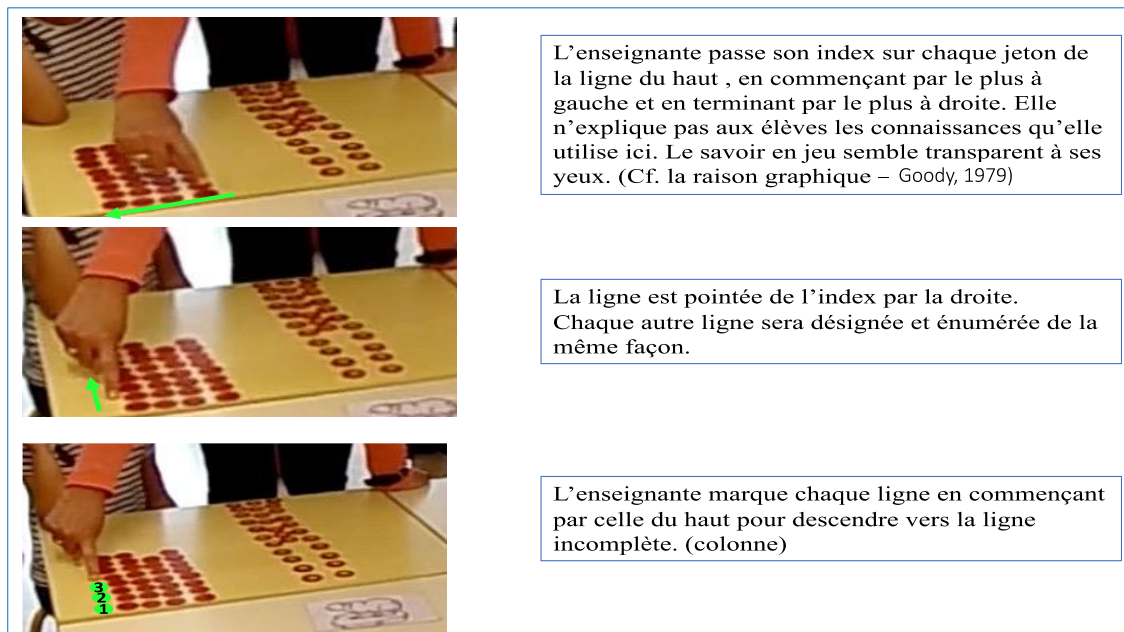 L’enseignante passe son index sur chaque jeton de
la ligne du haut , en commençant par le plus à
gauche et en terminant par le plus à droite. Elle
n’explique pas aux élèves les connaissances qu’elle
utilise ici. Le savoir en jeu semble transparent à ses
yeux. (Cf. la raison graphique – Goody, 1979)
La ligne est pointée de l’index par la droite.
Chaque autre ligne sera désignée et énumérée de la
même façon.
3
2
1
L’enseignante marque chaque ligne en commençant
par celle du haut pour descendre vers la ligne
incomplète. (colonne)